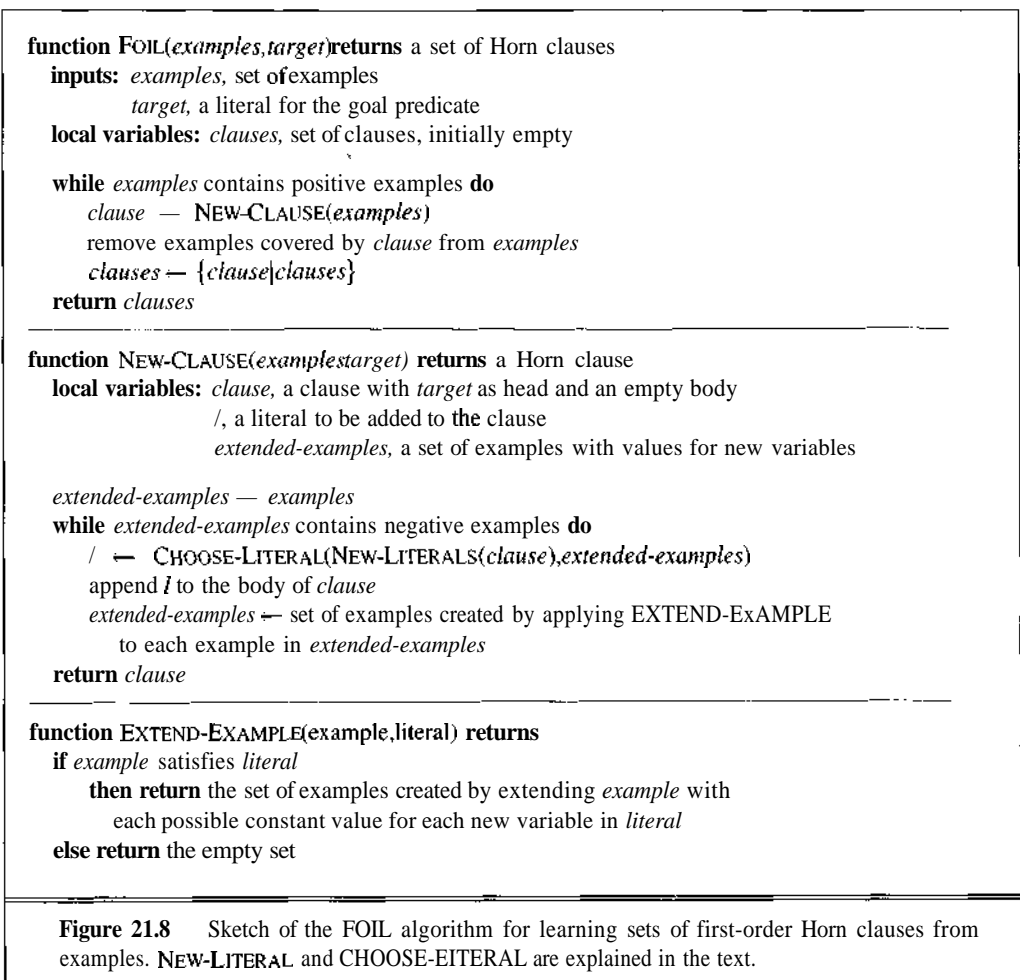 function FOIL(examples,target)returns a set of Horn clauses
inputs: examples, set of examples
target, a literal for the goal predicate
local variables: clauses, set of clauses, initially empty
while examples contains positive examples do
clause — NEW-CLAUSE(examples)
remove examples covered by clause from examples
clauses ← {clause|clauses}
return clauses
function NEW-CLAUSE(examplestarget) returns a Horn clause
local variables: clause, a clause with target as head and an empty body
/, a literal to be added to the clause
extended-examples, a set of examples with values for new variables
extended-examples — examples
while extended-examples contains negative examples do
/ ← CHOOSE-LITERAL(NEW-LITERALS(clause),extended-examples)
append l to the body of clause
extended-examples ← set of examples created by applying EXTEND-ExAMPLE
to each example in extended-examples
return clause
function EXTEND-EXAMPLE(example,literal) returns
if example satisfies literal
then return the set of examples created by extending example with
each possible constant value for each new variable in literal
else return the empty set
Figure 21.8 Sketch of the FOIL algorithm for learning sets of first-order Horn clauses from
examples. NEW-LITERAL and CHOOSE-EITERAL are explained in the text.